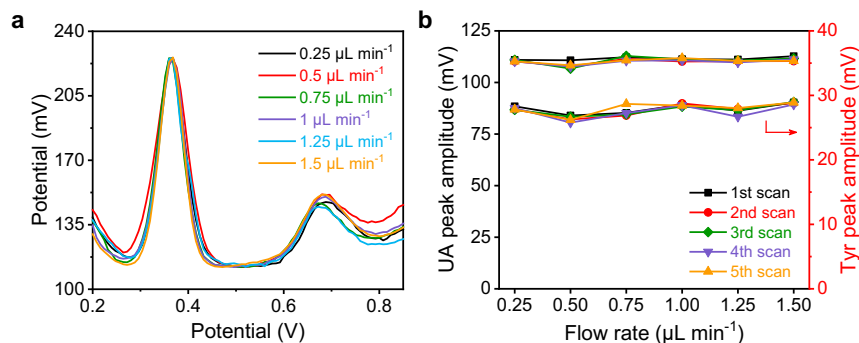 a
240
205
170
135
100
Potential (mV)
0.2
0.4
0.6
0.8
Potential (V)
0.25 µL min⁻¹
0.5 µL min⁻¹
0.75 µL min⁻¹
1 µL min⁻¹
1.25 µL min⁻¹
1.5 µL min⁻¹
b
125
100
75
50
25
0
UA peak amplitude (mV)
0.25
0.50
0.75
1.00
1.25
1.50
Flow rate (µL min⁻¹)
1st scan
2nd scan
3rd scan
4th scan
5th scan
40
35
30
25
20
15
10
5
0
Tyr peak amplitude (mV)